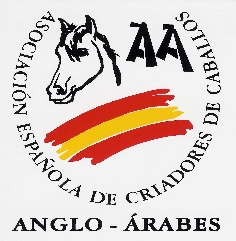 AA
ASOCIACIÓN ESPAÑOLA DE CRIADORES DE CABALLOS
ANGLO - ÁRABES